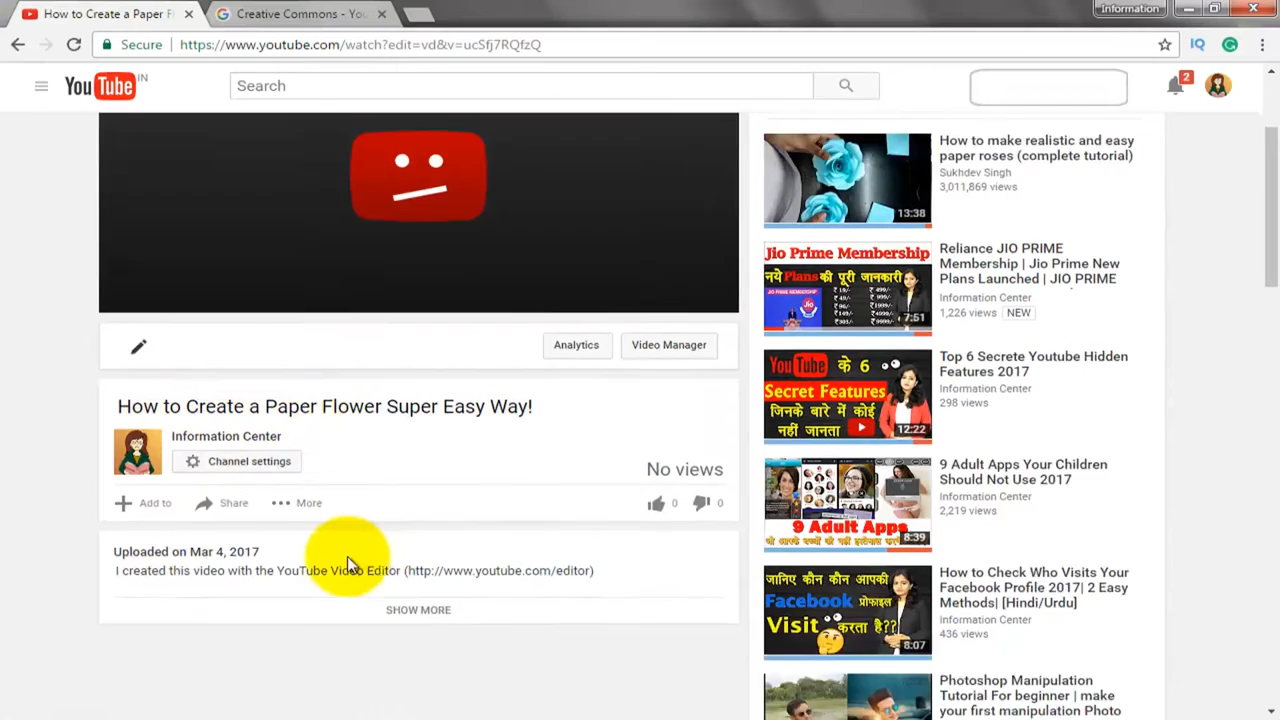 How to Create a Paper F
Creative Commons - You
Information
Secure
https://www.youtube.com/watch?edit=vd&v=ucSfj7RQfzQ
IQ
YouTube IN
Search
2
How to make realistic and easy
paper roses (complete tutorial)
Sukhdev Singh
3,011,869 views
13:38
Jio Prime Membership
नये Plans की पूरी जानकारी
JIO PRIME MEMBERSHIP
7:51
Reliance JIO PRIME
Membership | Jio Prime New
Plans Launched | JIO PRIME
Information Center
1,226 views NEW
Analytics
Video Manager
YouTube के 6
Secret Features
जिनके बारे में कोई
नहीं जानता
12:22
Top 6 Secrete Youtube Hidden
Features 2017
Information Center
298 views
How to Create a Paper Flower Super Easy Way!
Information Center
Channel settings
No views
Add to
Share
More
0
0
9 Adult Apps
8:39
9 Adult Apps Your Children
Should Not Use 2017
Information Center
2,219 views
Uploaded on Mar 4, 2017
I created this video with the YouTube Video Editor (http://www.youtube.com/editor)
SHOW MORE
जानिए कौन कौन आपकी
Facebook प्रोफाइल
Visit करता है??
8:07
How to Check Who Visits Your
Facebook Profile 2017| 2 Easy
Methods| [Hindi/Urdu]
Information Center
436 views
Photoshop Manipulation
Tutorial For beginner | make
your first manipulation Photo